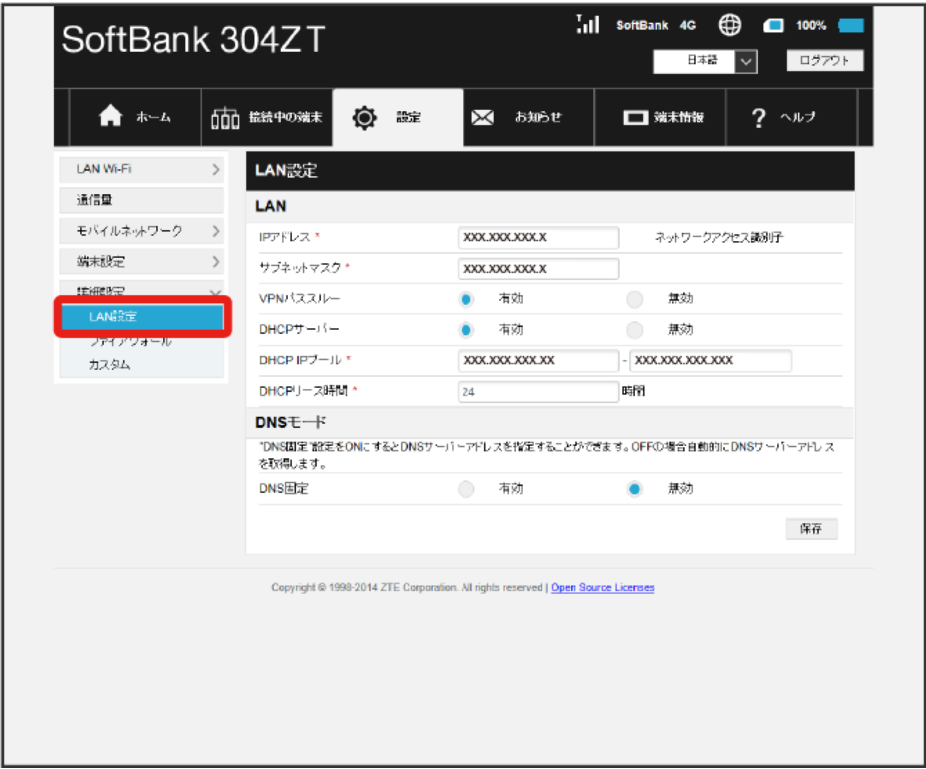 SoftBank 304ZT
SoftBank 4G 100%
日本語 ログアウト
ホーム 接続中の端末 設定 お知らせ 端末情報 ? ヘルプ
LAN Wi-Fi
通信量
モバイルネットワーク
端末設定
詳細設定
LAN設定
ファイアウォール
カスタム
LAN設定
LAN
IPアドレス * XXX.XXX.XXX.X ネットワークアクセス識別子
サブネットマスク * XXX.XXX.XXX.X
VPNパススルー 有効 無効
DHCPサーバー 有効 無効
DHCP IPプール * XXX.XXX.XXX.XX - XXX.XXX.XXX.XXX
DHCPリース時間 * 24 時間
DNSモード
"DNS固定"設定をONにするとDNSサーバーアドレスを指定することができます。OFFの場合自動的にDNSサーバーアドレス
を取得します。
DNS固定 有効 無効
保存
Copyright © 1998-2014 ZTE Corporation. All rights reserved | Open Source Licenses